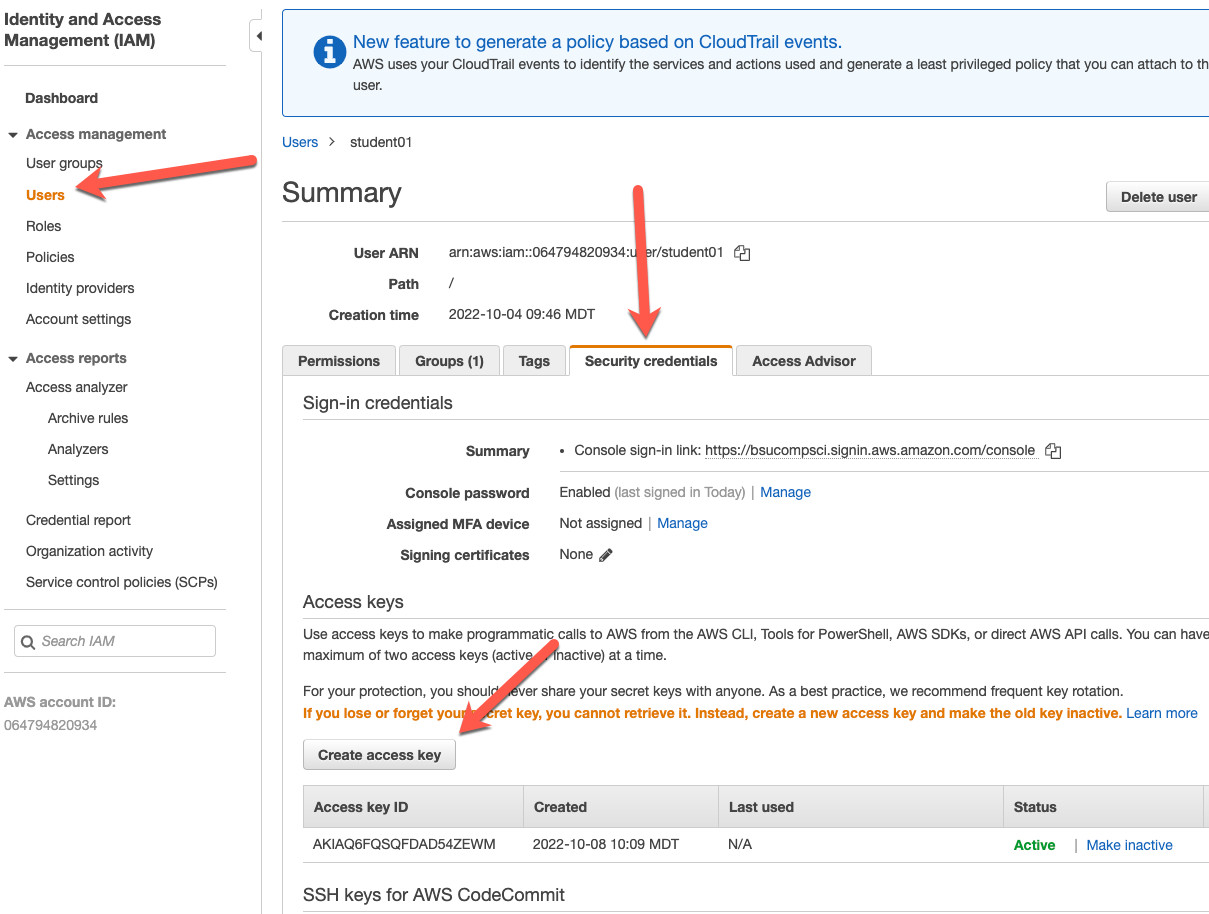 Identity and Access
Management (IAM)
Dashboard
Access management
User groups
Users
Roles
Policies
Identity providers
Account settings
Access reports
Access analyzer
Archive rules
Analyzers
Settings
Credential report
Organization activity
Service control policies (SCPs)
Search IAM
AWS account ID:
064794820934
New feature to generate a policy based on CloudTrail events.
AWS uses your CloudTrail events to identify the services and actions used and generate a least privileged policy that you can attach to th
user.
Users > student01
Summary
Delete user
User ARN arn:aws:iam::064794820934:user/student01
Path /
Creation time 2022-10-04 09:46 MDT
Permissions Groups (1) Tags Security credentials Access Advisor
Sign-in credentials
Summary • Console sign-in link: https://bsucompsci.signin.aws.amazon.com/console
Console password Enabled (last signed in Today) | Manage
Assigned MFA device Not assigned | Manage
Signing certificates None
Access keys
Use access keys to make programmatic calls to AWS from the AWS CLI, Tools for PowerShell, AWS SDKs, or direct AWS API calls. You can have
maximum of two access keys (active or inactive) at a time.
For your protection, you should never share your secret keys with anyone. As a best practice, we recommend frequent key rotation.
If you lose or forget your secret key, you cannot retrieve it. Instead, create a new access key and make the old key inactive. Learn more
Create access key
Access key ID Created Last used Status
AKIAQ6FQSQFDAD54ZEWM 2022-10-08 10:09 MDT N/A Active | Make inactive
SSH keys for AWS CodeCommit